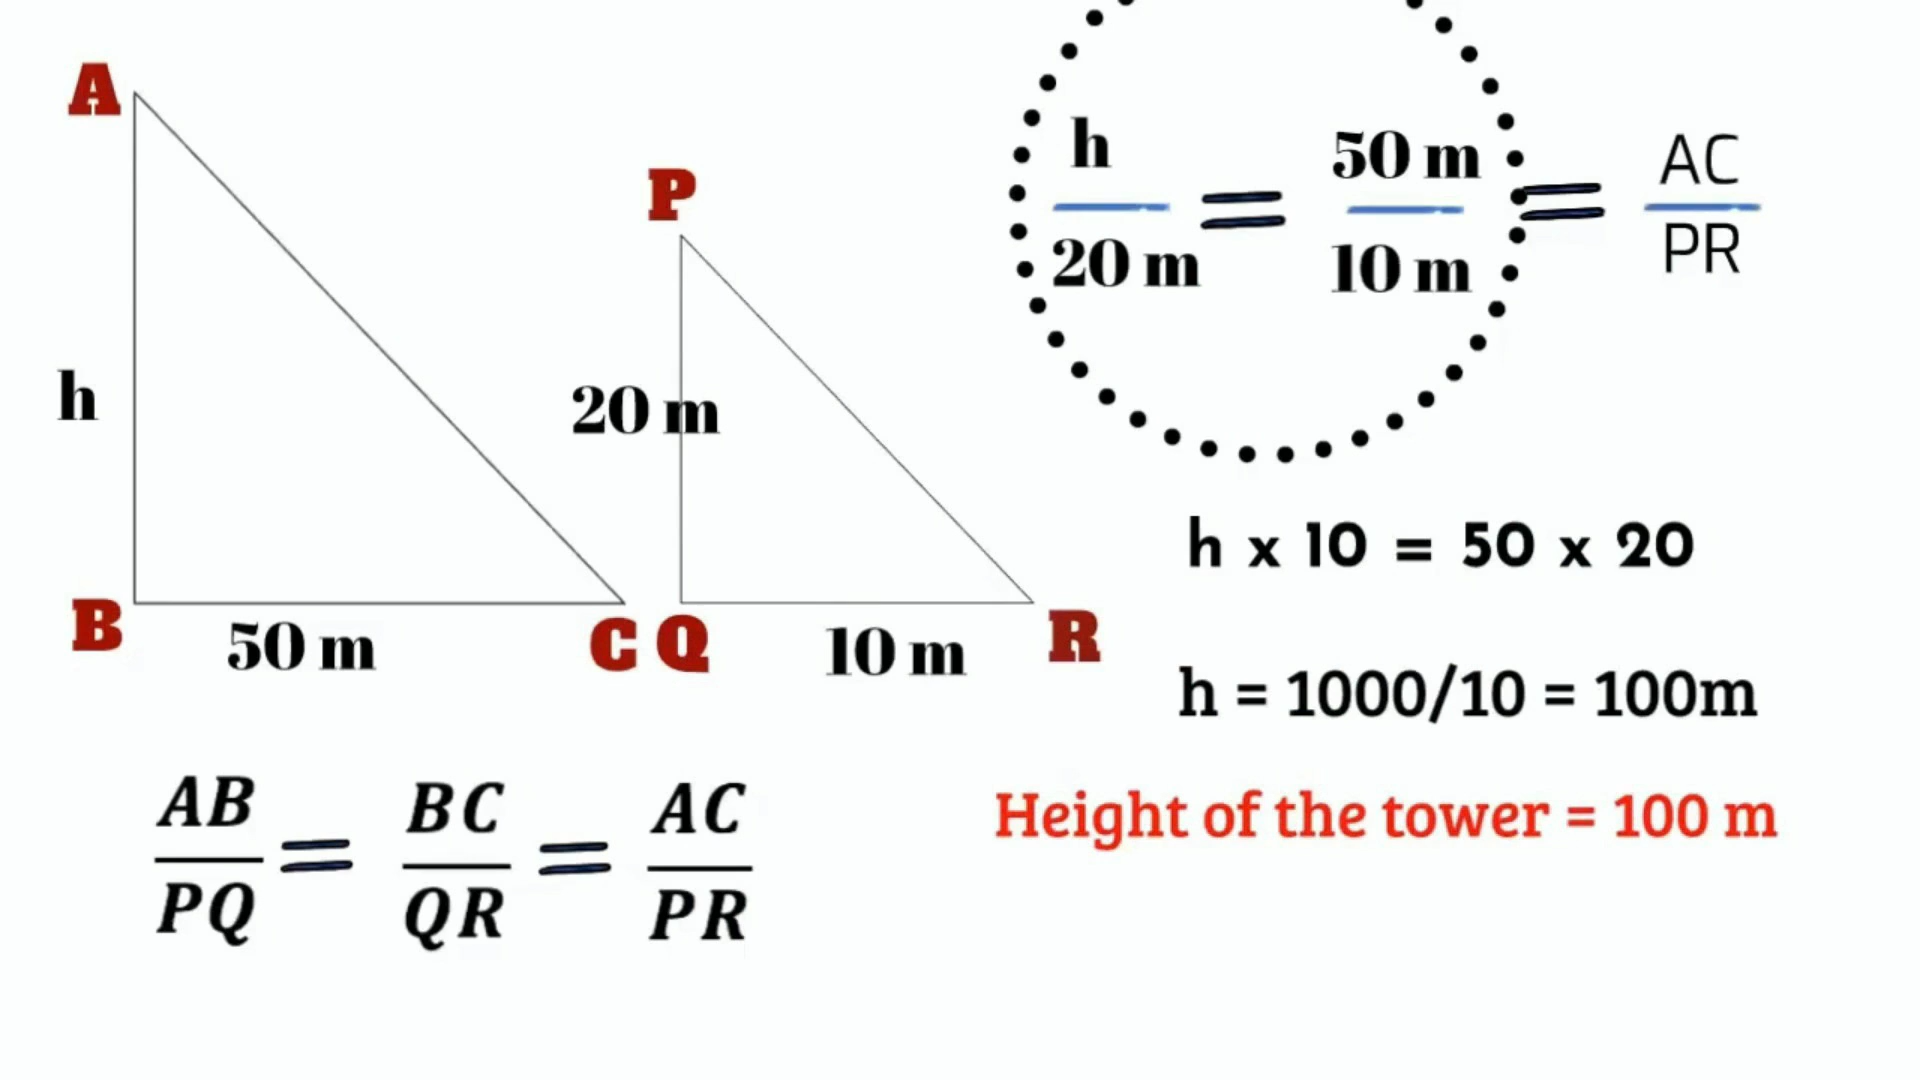 A
h
B
50 m
C
P
20 m
Q
10 m
R
h/20 m = 50 m/10 m = AC/PR
h x 10 = 50 x 20
h = 1000/10 = 100m
Height of the tower = 100 m
AB/PQ = BC/QR = AC/PR